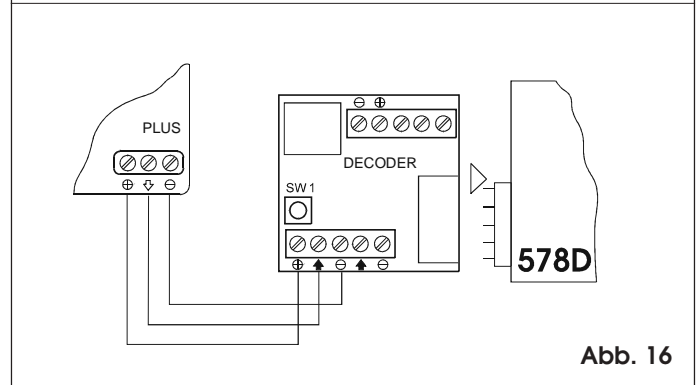 PLUS
⊕ ⇩ ⊖
⊖ ⊕
DECODER
SW1
⊕ ⬆ ⊖ ⬆ ⊖
578D
Abb. 16